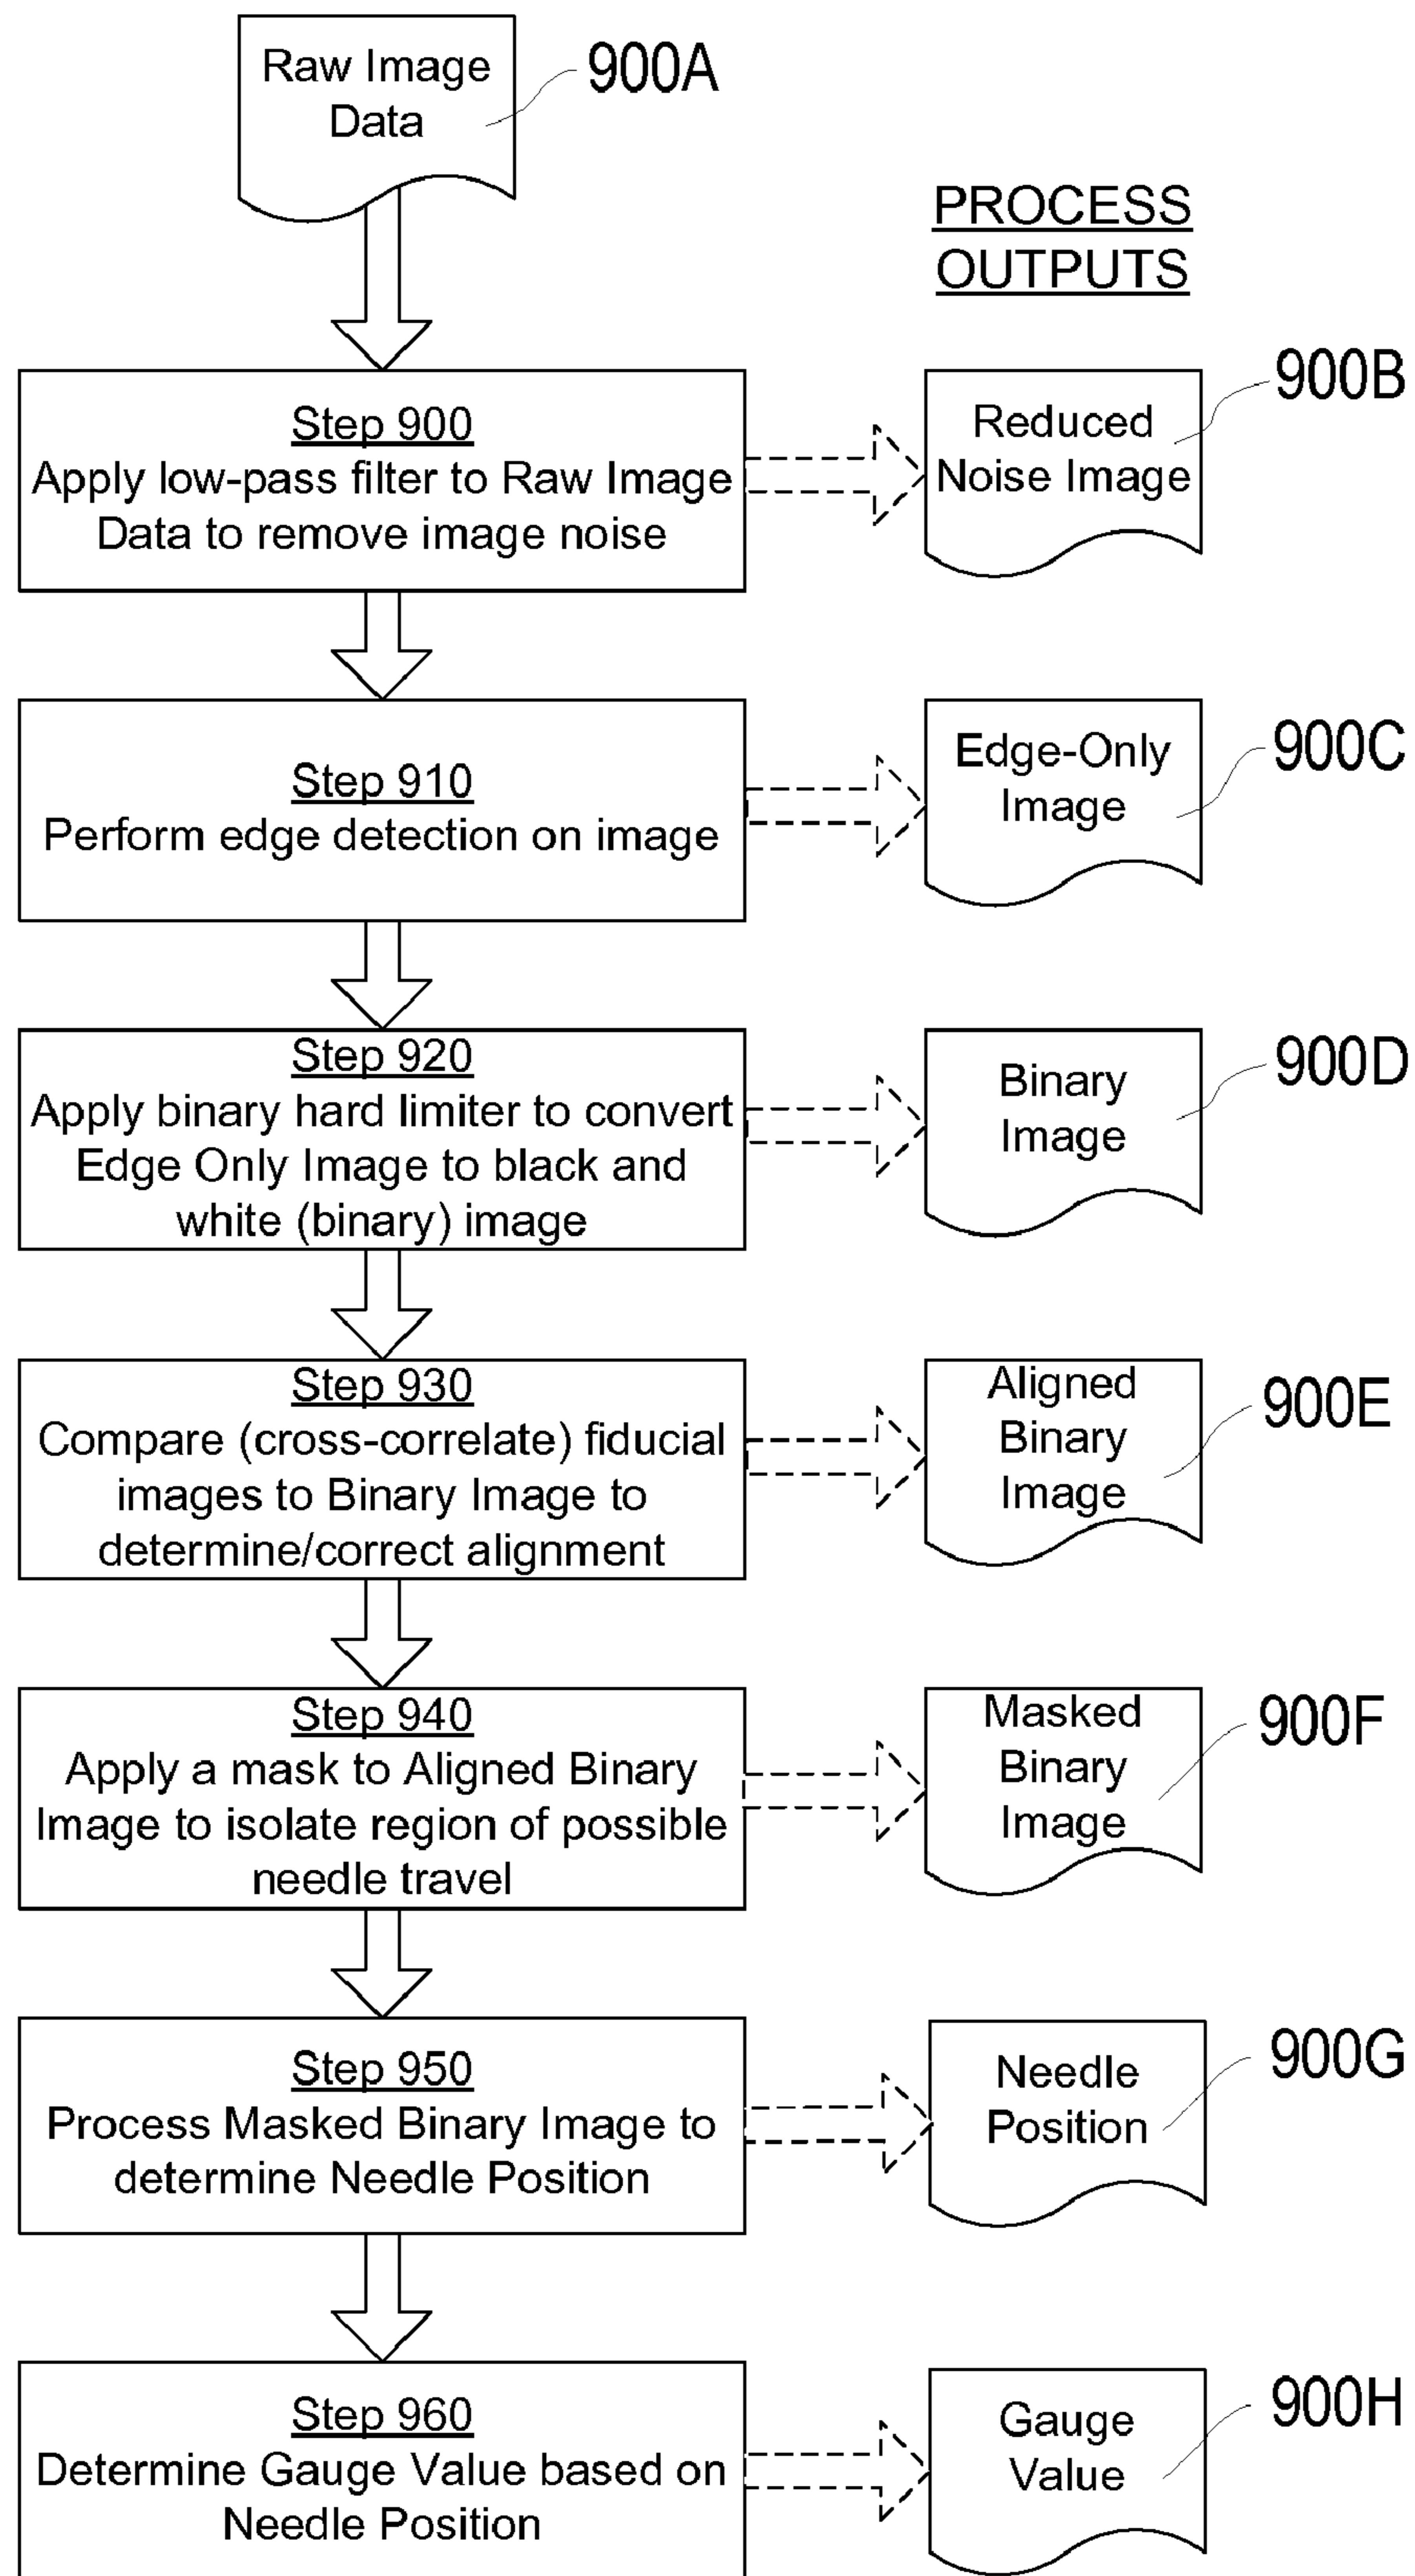 Raw Image
Data
900A
PROCESS
OUTPUTS
Step 900
Apply low-pass filter to Raw Image
Data to remove image noise
Reduced
Noise Image
900B
Step 910
Perform edge detection on image
Edge-Only
Image
900C
Step 920
Apply binary hard limiter to convert
Edge Only Image to black and
white (binary) image
Binary
Image
900D
Step 930
Compare (cross-correlate) fiducial
images to Binary Image to
determine/correct alignment
Aligned
Binary
Image
900E
Step 940
Apply a mask to Aligned Binary
Image to isolate region of possible
needle travel
Masked
Binary
Image
900F
Step 950
Process Masked Binary Image to
determine Needle Position
Needle
Position
900G
Step 960
Determine Gauge Value based on
Needle Position
Gauge
Value
900H